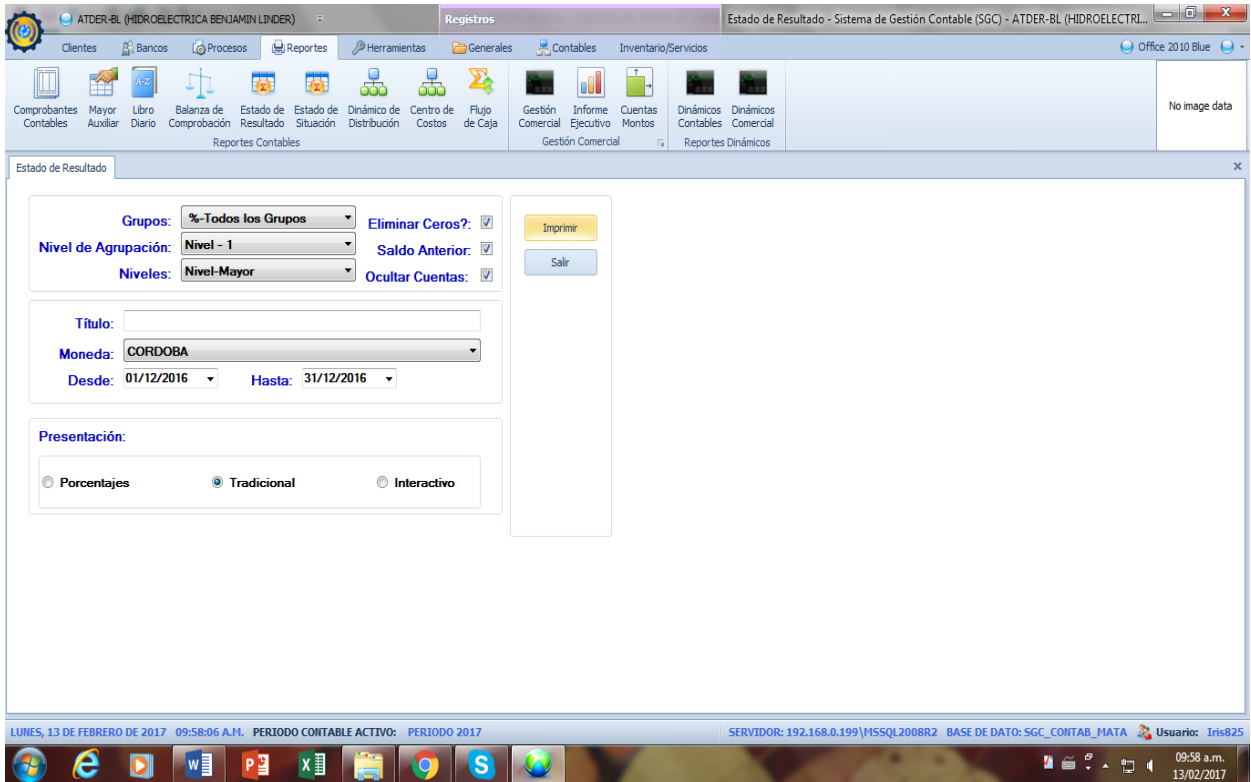 ATDER-BL (HIDROELECTRICA BENJAMIN LINDER)
Registros
Estado de Resultado - Sistema de Gestión Contable (SGC) - ATDER-BL (HIDROELECTRI...
Clientes Bancos Procesos Reportes Herramientas Generales Contables Inventario/Servicios Office 2010 Blue
Comprobantes Contables
Mayor Auxiliar
Libro Diario
Balanza de Comprobación
Estado de Resultado
Estado de Situación
Dinámico de Distribución
Centro de Costos
Flujo de Caja
Gestión Comercial
Informe Ejecutivo
Cuentas Montos
Dinámicos Contables
Dinámicos Comercial
No image data
Reportes Contables
Gestión Comercial
Reportes Dinámicos
Estado de Resultado
Grupos: %-Todos los Grupos
Eliminar Ceros?:
Nivel de Agrupación: Nivel - 1
Saldo Anterior:
Niveles: Nivel-Mayor
Ocultar Cuentas:
Imprimir
Salir
Título:
Moneda: CORDOBA
Desde: 01/12/2016 Hasta: 31/12/2016
Presentación:
Porcentajes Tradicional Interactivo
LUNES, 13 DE FEBRERO DE 2017 09:58:06 A.M. PERIODO CONTABLE ACTIVO: PERIODO 2017
SERVIDOR: 192.168.0.199\MSSQL2008R2 BASE DE DATO: SGC_CONTAB_MATA Usuario: Iris825
09:58 a.m.
13/02/2017